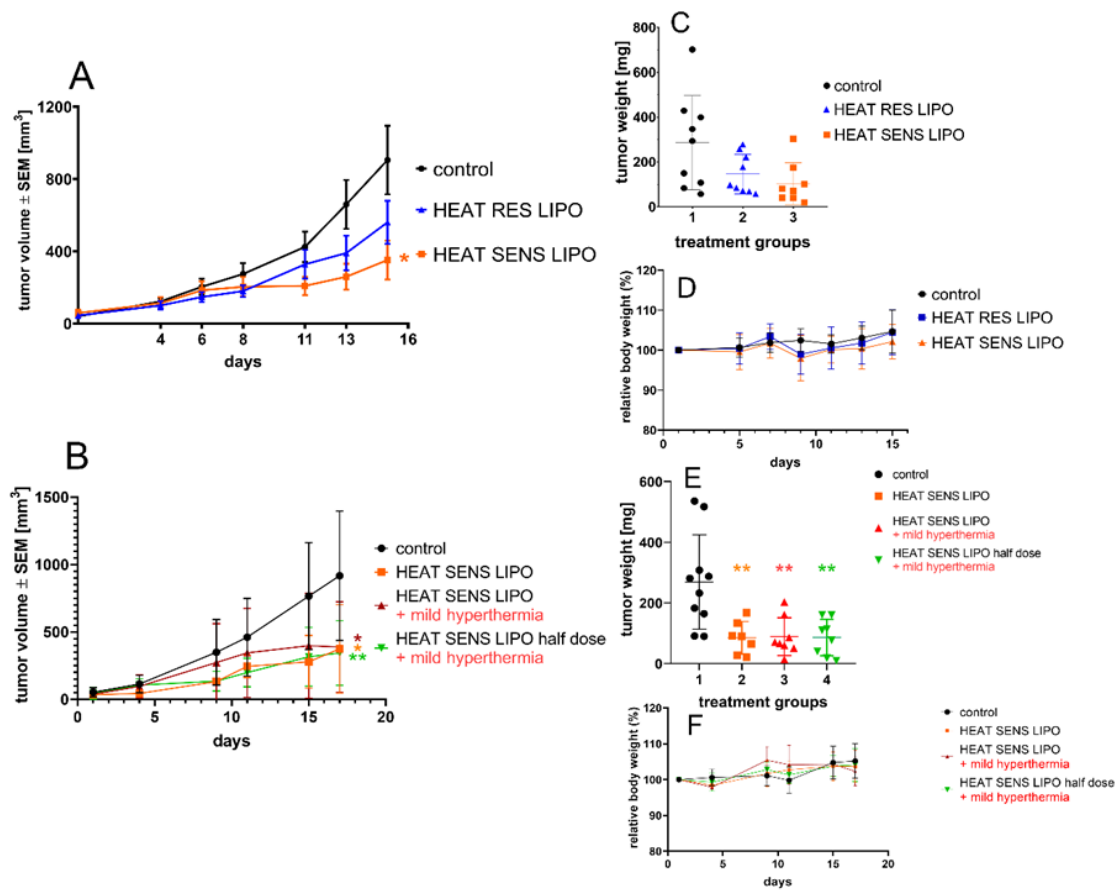 A
tumor volume ± SEM [mm³]
1200
800
400
0
4 6 8 11 13 16
days
control
HEAT RES LIPO
HEAT SENS LIPO
*
B
tumor volume ± SEM [mm³]
1500
1000
500
0
0 5 10 15 20
days
*
*
**
control
HEAT SENS LIPO
HEAT SENS LIPO
+ mild hyperthermia
HEAT SENS LIPO half dose
+ mild hyperthermia
C
tumor weight [mg]
800
600
400
200
0
1 2 3
treatment groups
control
HEAT RES LIPO
HEAT SENS LIPO
D
relative body weight (%)
120
110
100
90
80
0 5 10 15
days
control
HEAT RES LIPO
HEAT SENS LIPO
E
tumor weight [mg]
600
400
200
0
** ** **
1 2 3 4
treatment groups
control
HEAT SENS LIPO
HEAT SENS LIPO
+ mild hyperthermia
HEAT SENS LIPO half dose
+ mild hyperthermia
F
relative body weight (%)
120
110
100
90
80
0 5 10 15 20
days
control
HEAT SENS LIPO
HEAT SENS LIPO
+ mild hyperthermia
HEAT SENS LIPO half dose
+ mild hyperthermia